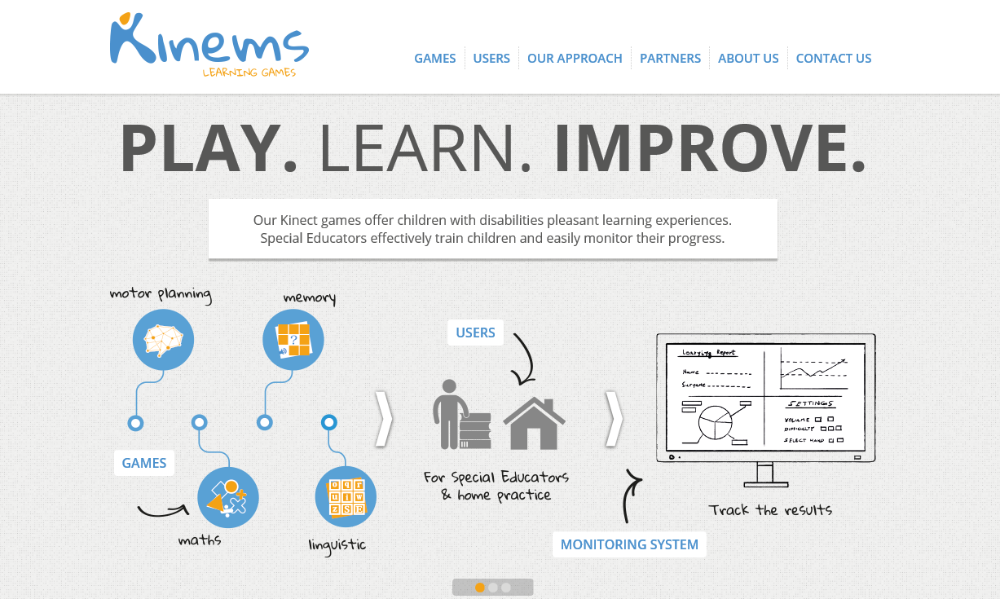 Kinems
LEARNING GAMES
GAMES
USERS
OUR APPROACH
PARTNERS
ABOUT US
CONTACT US
PLAY. LEARN. IMPROVE.
Our Kinect games offer children with disabilities pleasant learning experiences.
Special Educators effectively train children and easily monitor their progress.
motor planning
memory
?
GAMES
maths
o q r
u i w
z S E
linguistic
USERS
For Special Educators
& home practice
Learning Report
Name
Surname
SETTINGS
VOLUME
DIFFICULTY
SELECT HAND
Track the results
MONITORING SYSTEM